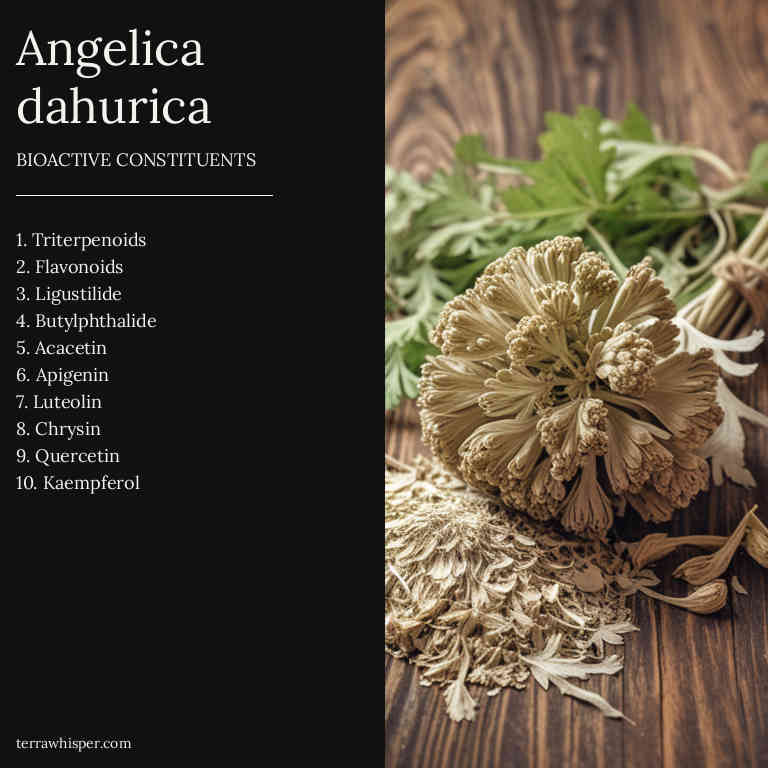 Angelica
dahurica
BIOACTIVE CONSTITUENTS
1. Triterpenoids
2. Flavonoids
3. Ligustilide
4. Butylphthalide
5. Acacetin
6. Apigenin
7. Luteolin
8. Chrysin
9. Quercetin
10. Kaempferol
terrawhisper.com